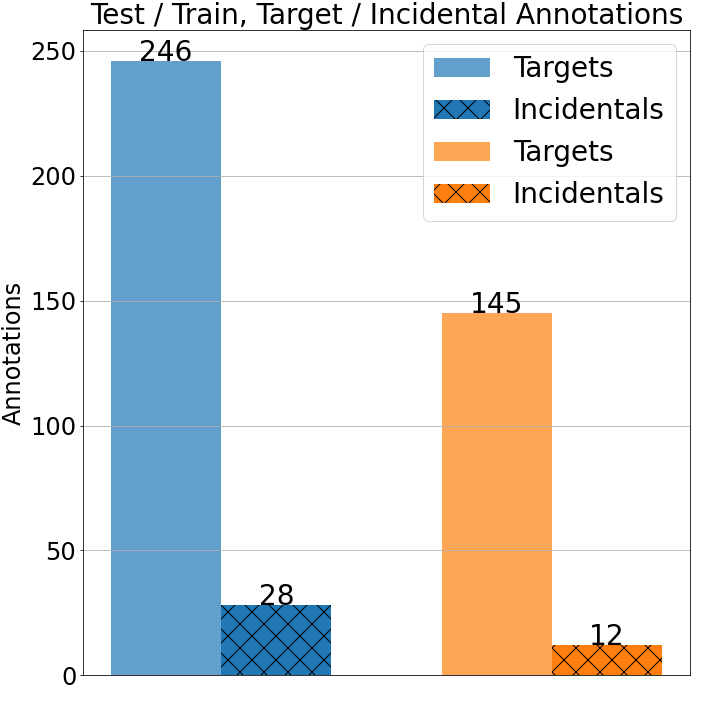 Test / Train, Target / Incidental Annotations
Annotations
250
200
150
100
50
0
246
28
145
12
Targets
Incidentals
Targets
Incidentals